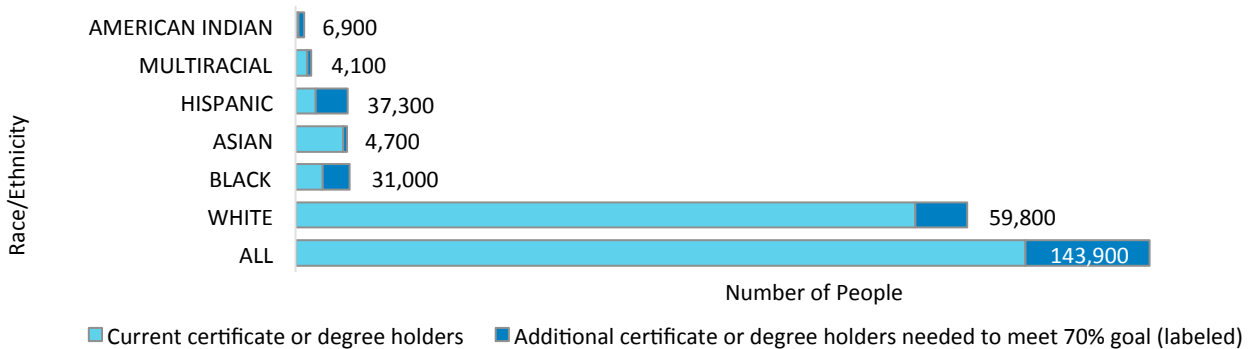 AMERICAN INDIAN 6,900
MULTIRACIAL 4,100
HISPANIC 37,300
ASIAN 4,700
BLACK 31,000
WHITE 59,800
ALL 143,900
Race/Ethnicity
Number of People
Current certificate or degree holders Additional certificate or degree holders needed to meet 70% goal (labeled)